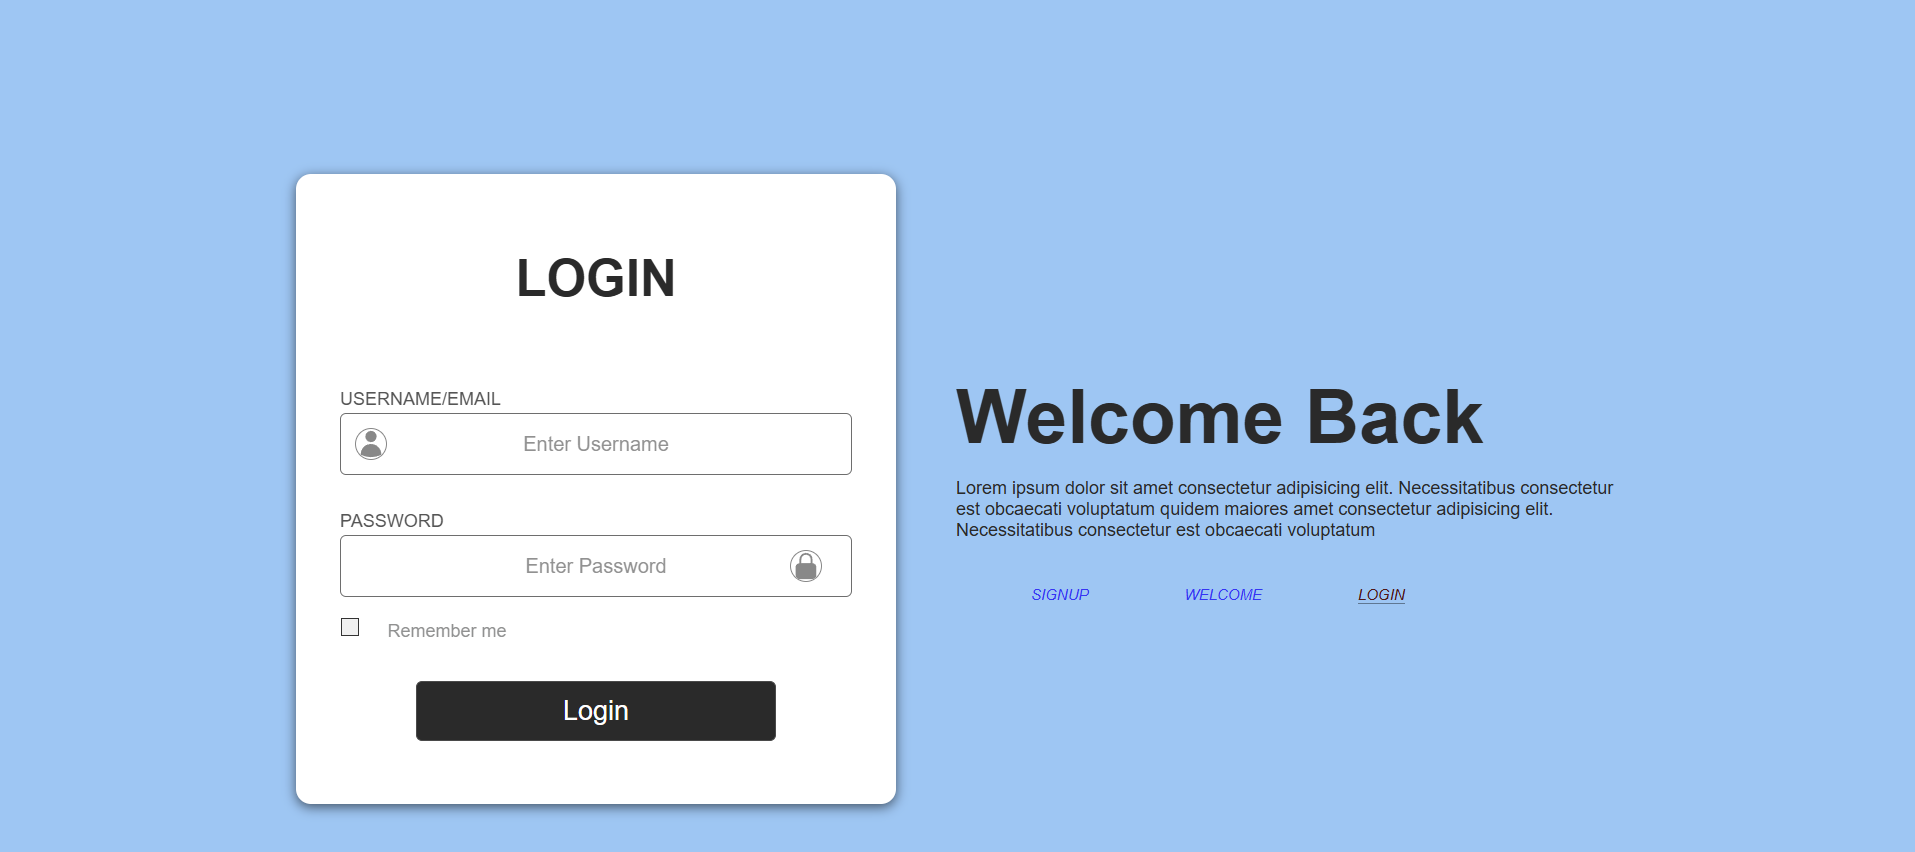 LOGIN
USERNAME/EMAIL
Enter Username
PASSWORD
Enter Password
Remember me
Login
Welcome Back
Lorem ipsum dolor sit amet consectetur adipisicing elit. Necessitatibus consectetur
est obcaecati voluptatum quidem maiores amet consectetur adipisicing elit.
Necessitatibus consectetur est obcaecati voluptatum
SIGNUP WELCOME LOGIN